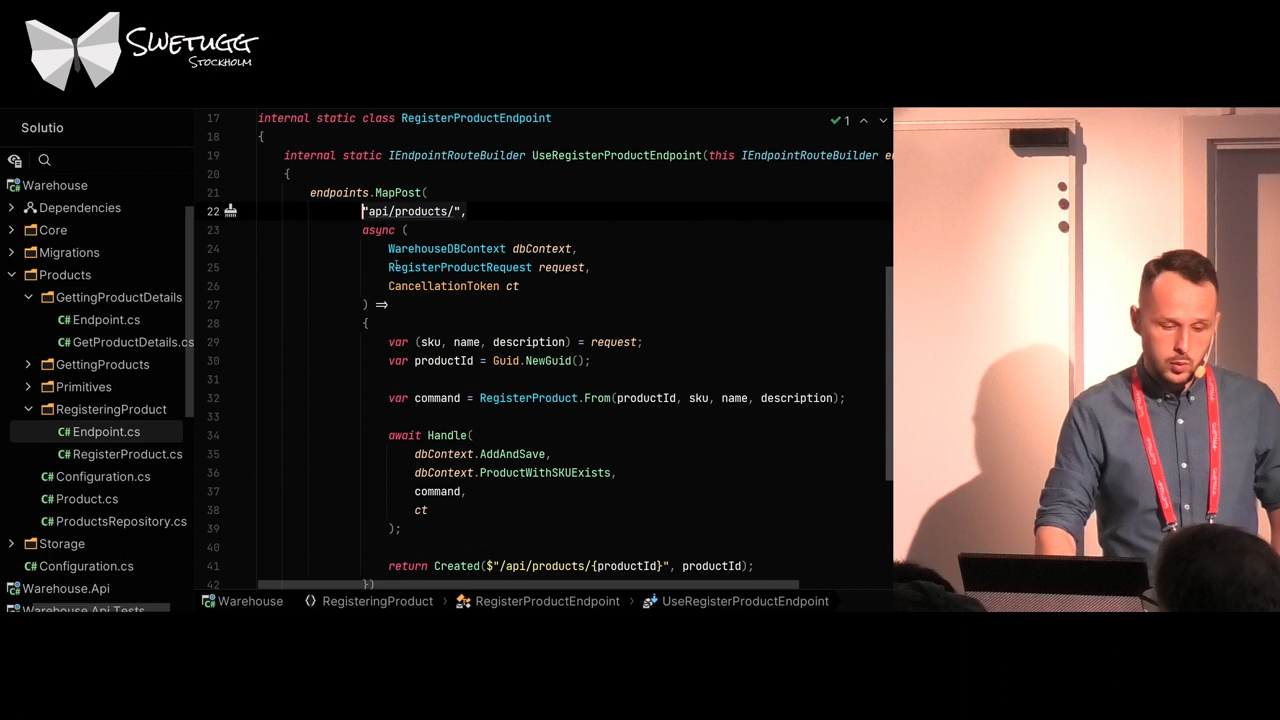 SWETUGG
STOCKHOLM
Solutio
Warehouse
Dependencies
Core
Migrations
Products
GettingProductDetails
C# Endpoint.cs
C# GetProductDetails.cs
GettingProducts
Primitives
RegisteringProduct
C# Endpoint.cs
C# RegisterProduct.cs
C# Configuration.cs
C# Product.cs
C# ProductsRepository.cs
Storage
C# Configuration.cs
Warehouse.Api
Warehouse.Api.Tests
1
17 internal static class RegisterProductEndpoint
18 {
19 internal static IEndpointRouteBuilder UseRegisterProductEndpoint(this IEndpointRouteBuilder e
20 {
21 endpoints.MapPost(
22 "api/products/",
23 async (
24 WarehouseDBContext dbContext,
25 RegisterProductRequest request,
26 CancellationToken ct
27 ) =>
28 {
29 var (sku, name, description) = request;
30 var productId = Guid.NewGuid();
31
32 var command = RegisterProduct.From(productId, sku, name, description);
33
34 await Handle(
35 dbContext.AddAndSave,
36 dbContext.ProductWithSKUExists,
37 command,
38 ct
39 );
40
41 return Created($"/api/products/{productId}", productId);
42 })
Warehouse RegisteringProduct > RegisterProductEndpoint > UseRegisterProductEndpoint